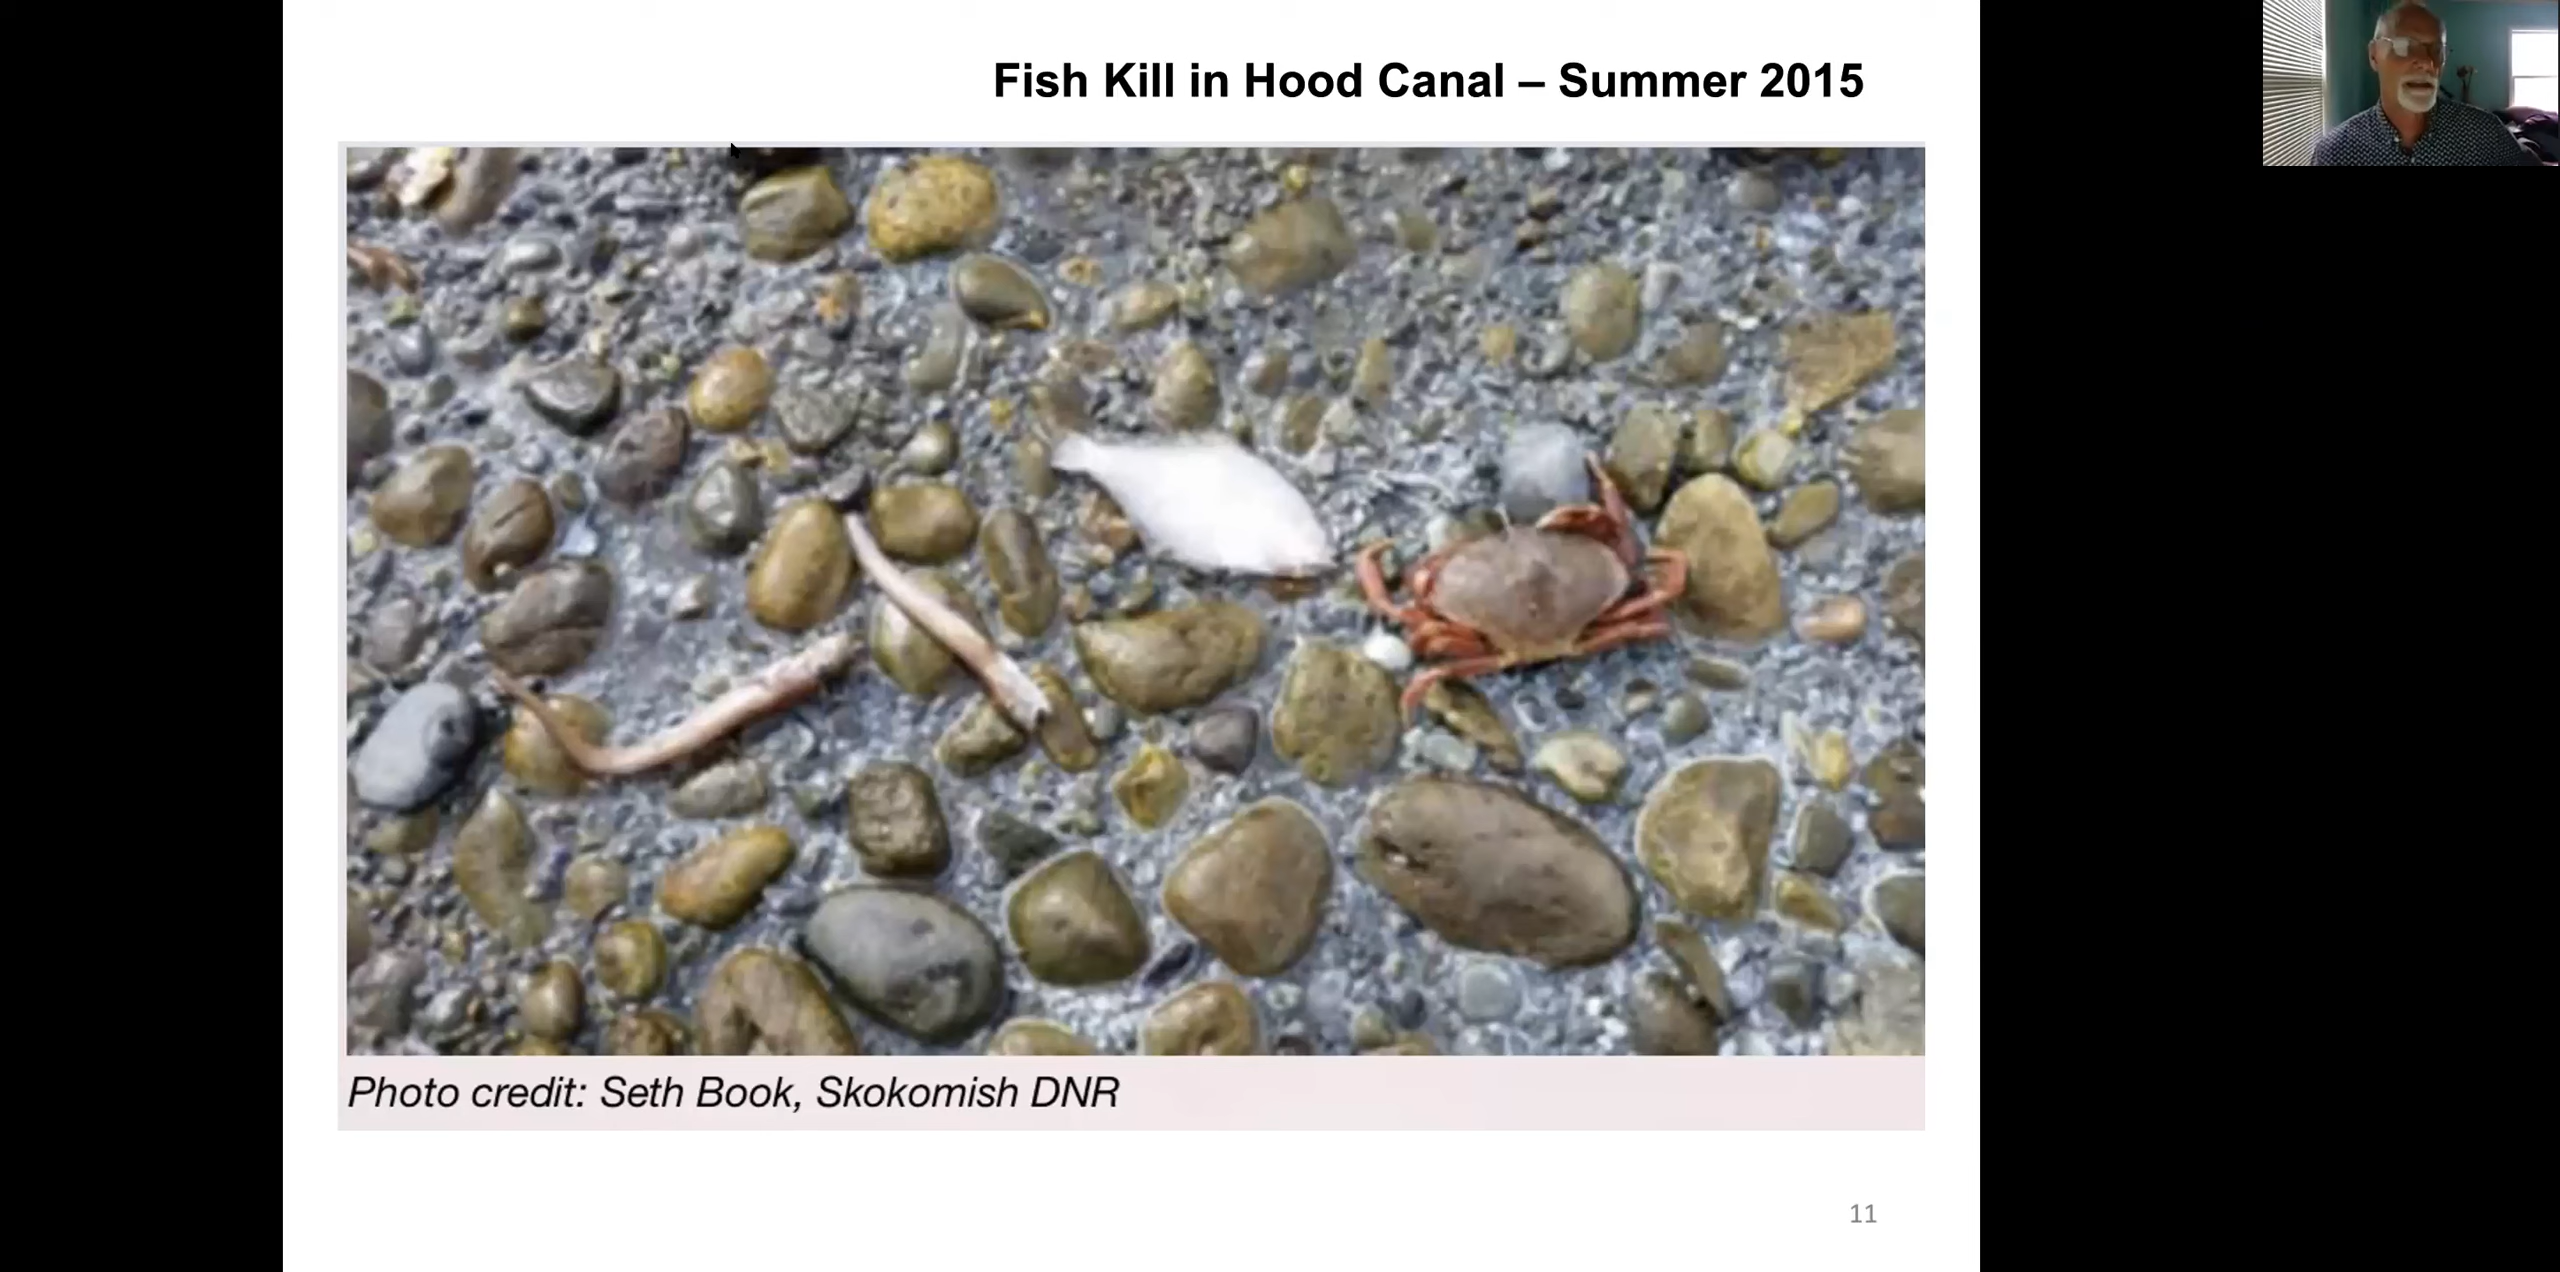 Fish Kill in Hood Canal – Summer 2015
Photo credit: Seth Book, Skokomish DNR
11